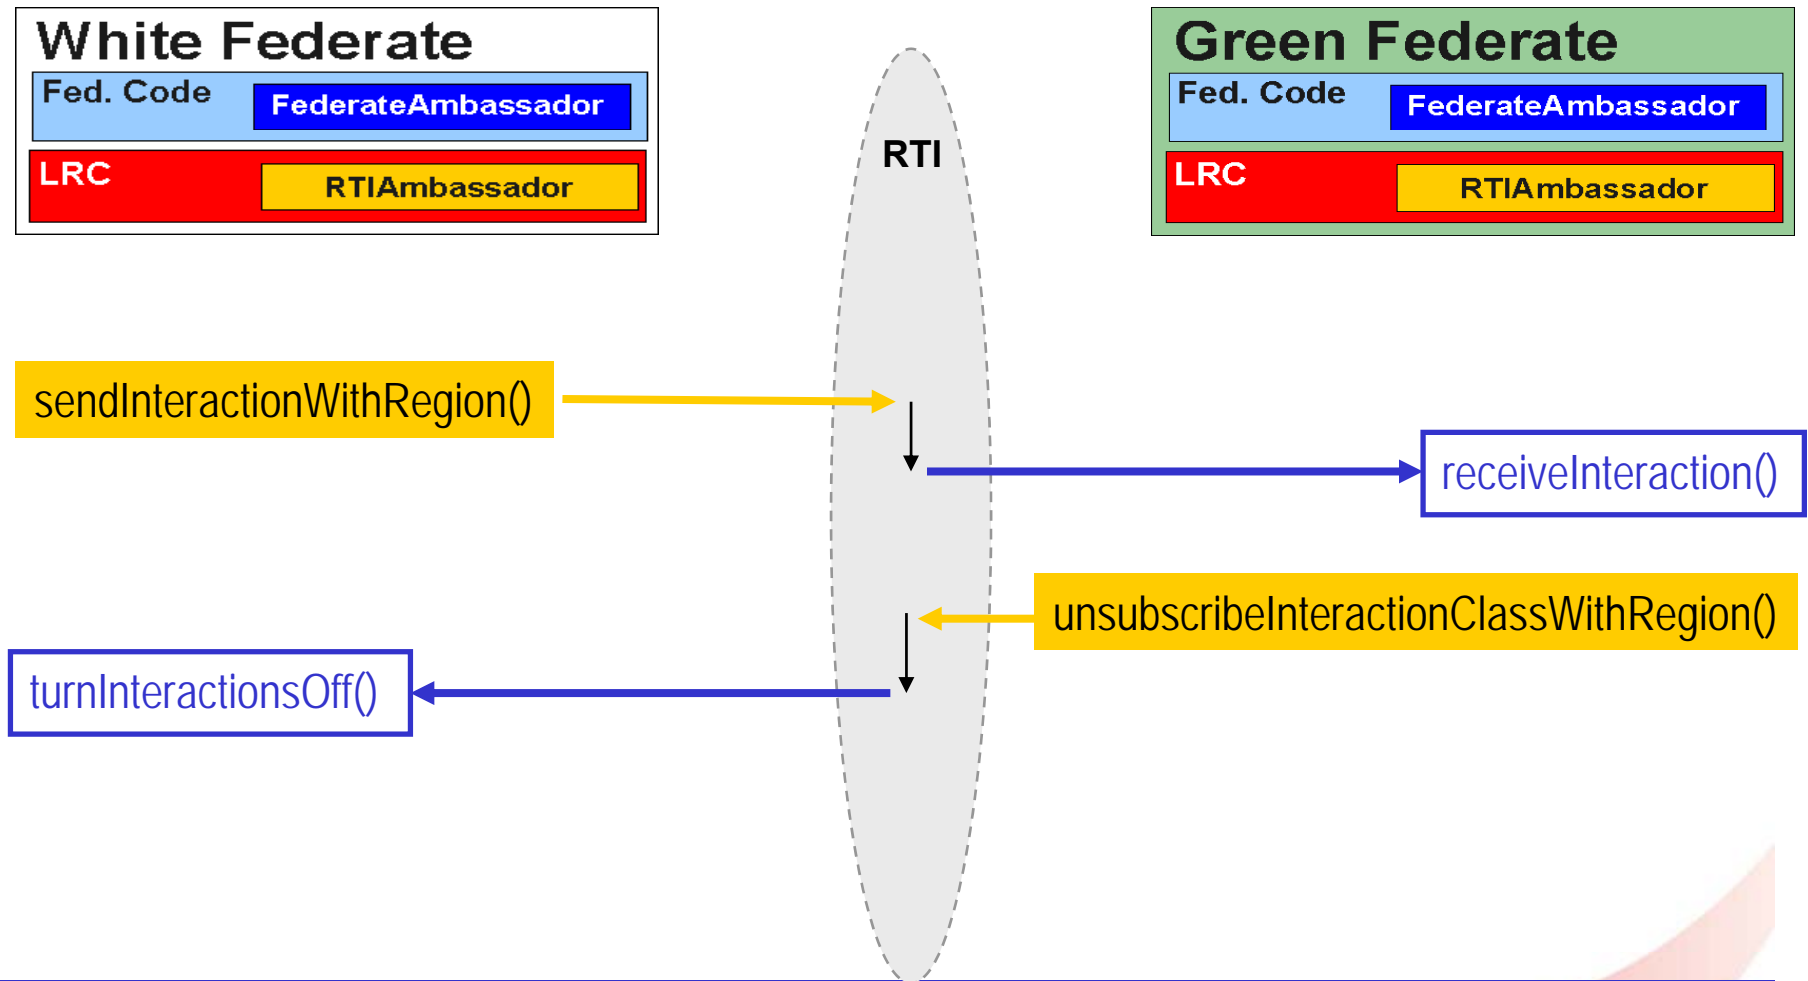 White Federate
Fed. Code
FederateAmbassador
LRC
RTIAmbassador
RTI
Green Federate
Fed. Code
FederateAmbassador
LRC
RTIAmbassador
sendInteractionWithRegion()
receiveInteraction()
unsubscribeInteractionClassWithRegion()
turnInteractionsOff()